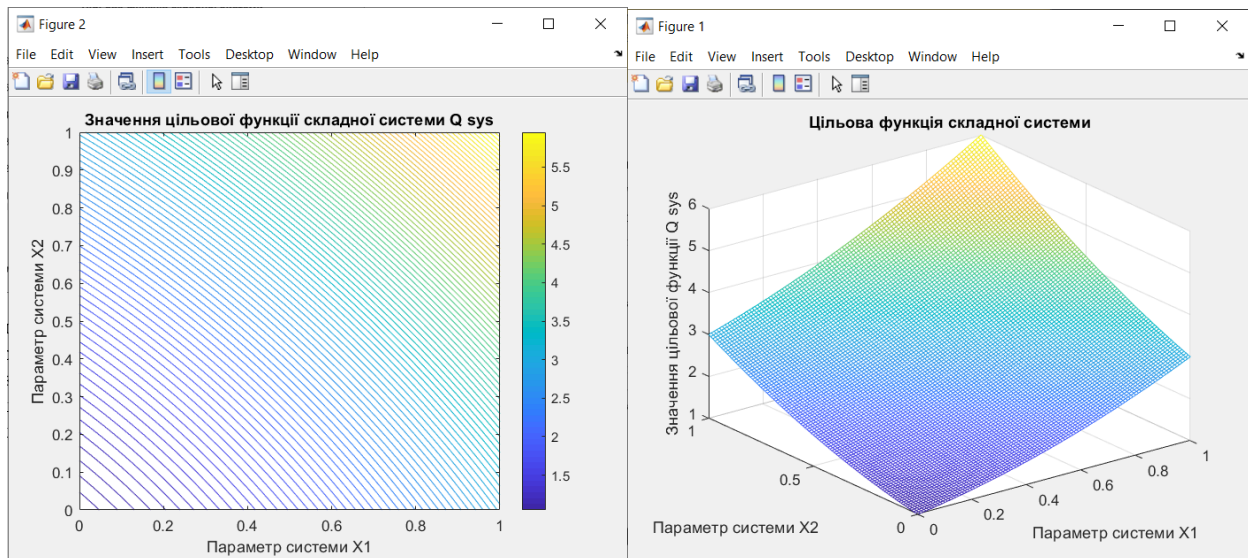 Figure 2
File Edit View Insert Tools Desktop Window Help
Значення цільової функції складної системи Q sys
1
0.9
0.8
0.7
0.6
0.5
0.4
0.3
0.2
0.1
0
Параметр системи X2
0 0.2 0.4 0.6 0.8 1
Параметр системи X1
5.5
5
4.5
4
3.5
3
2.5
2
1.5
Figure 1
File Edit View Insert Tools Desktop Window Help
Цільова функція складної системи
Значення цільової функції Q sys
6
5
4
3
2
1
1
0.5
0
Параметр системи X2
0
0.2
0.4
0.6
0.8
1
Параметр системи X1